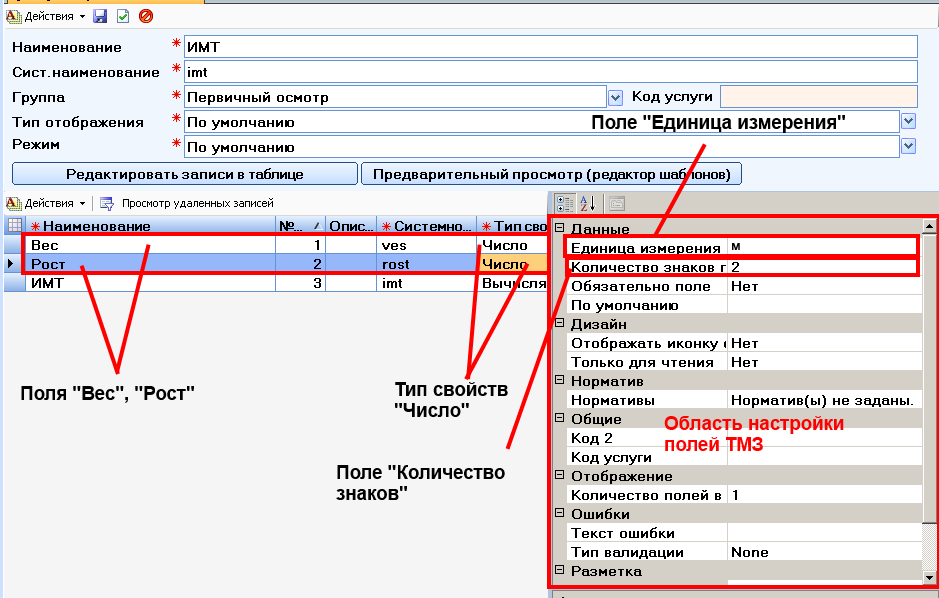 Действия
Наименование * ИМТ
Сист.наименование * imt
Группа * Первичный осмотр Код услуги
Тип отображения * По умолчанию
Поле "Единица измерения"
Режим * По умолчанию
Редактировать записи в таблице Предварительный просмотр (редактор шаблонов)
Действия Просмотр удаленных записей
* Наименование №... Опис... * Системно... * Тип сво
Вес 1 ves Число
Рост 2 rost Число
ИМТ 3 imt Вычисля
Данные
Единица измерения м
Количество знаков г 2
Обязательно поле Нет
По умолчанию
Дизайн
Отображать иконку Нет
Только для чтения Нет
Норматив
Нормативы Норматив(ы) не заданы.
Общие
Код 2
Код услуги
Отображение
Количество полей в 1
Ошибки
Текст ошибки
Тип валидации None
Разметка
Поля "Вес", "Рост"
Тип свойств
"Число"
Поле "Количество
знаков"
Область настройки
полей ТМЗ